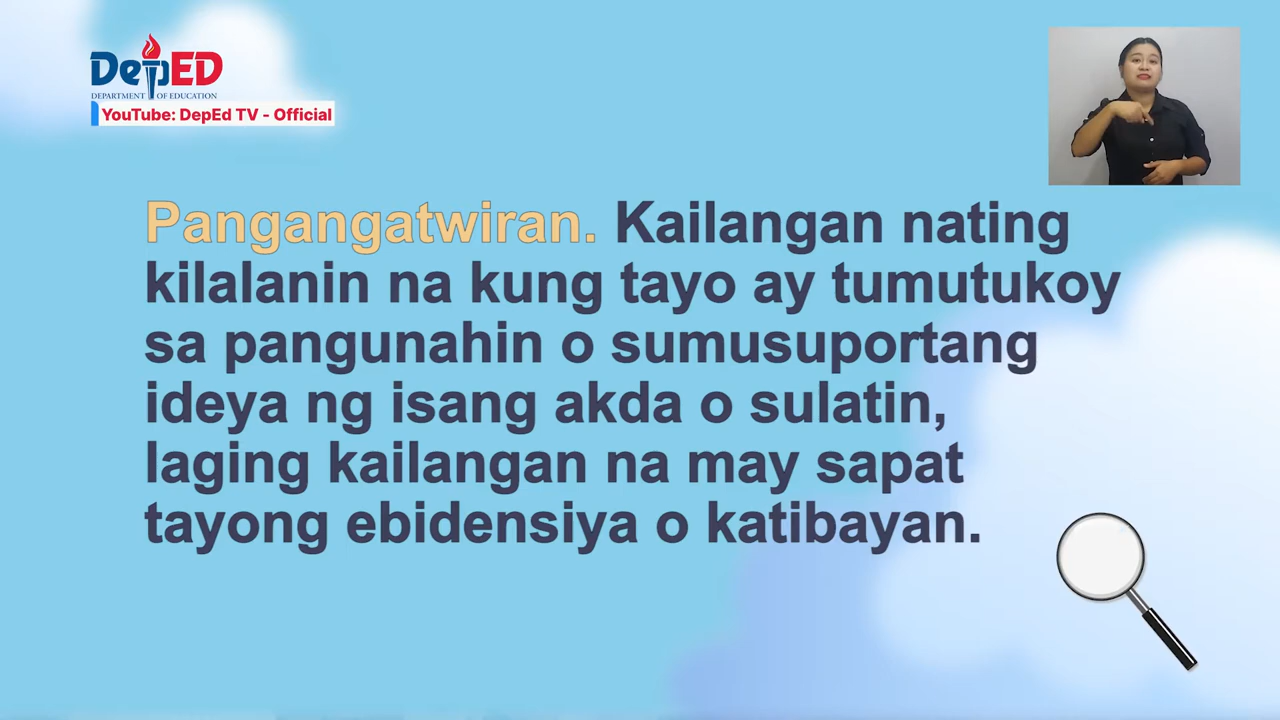 DepED
DEPARTMENT OF EDUCATION
YouTube: DepEd TV - Official
Pangangatwiran. Kailangan nating
kilalanin na kung tayo ay tumutukoy
sa pangunahin o sumusuportang
ideya ng isang akda o sulatin,
laging kailangan na may sapat
tayong ebidensiya o katibayan.